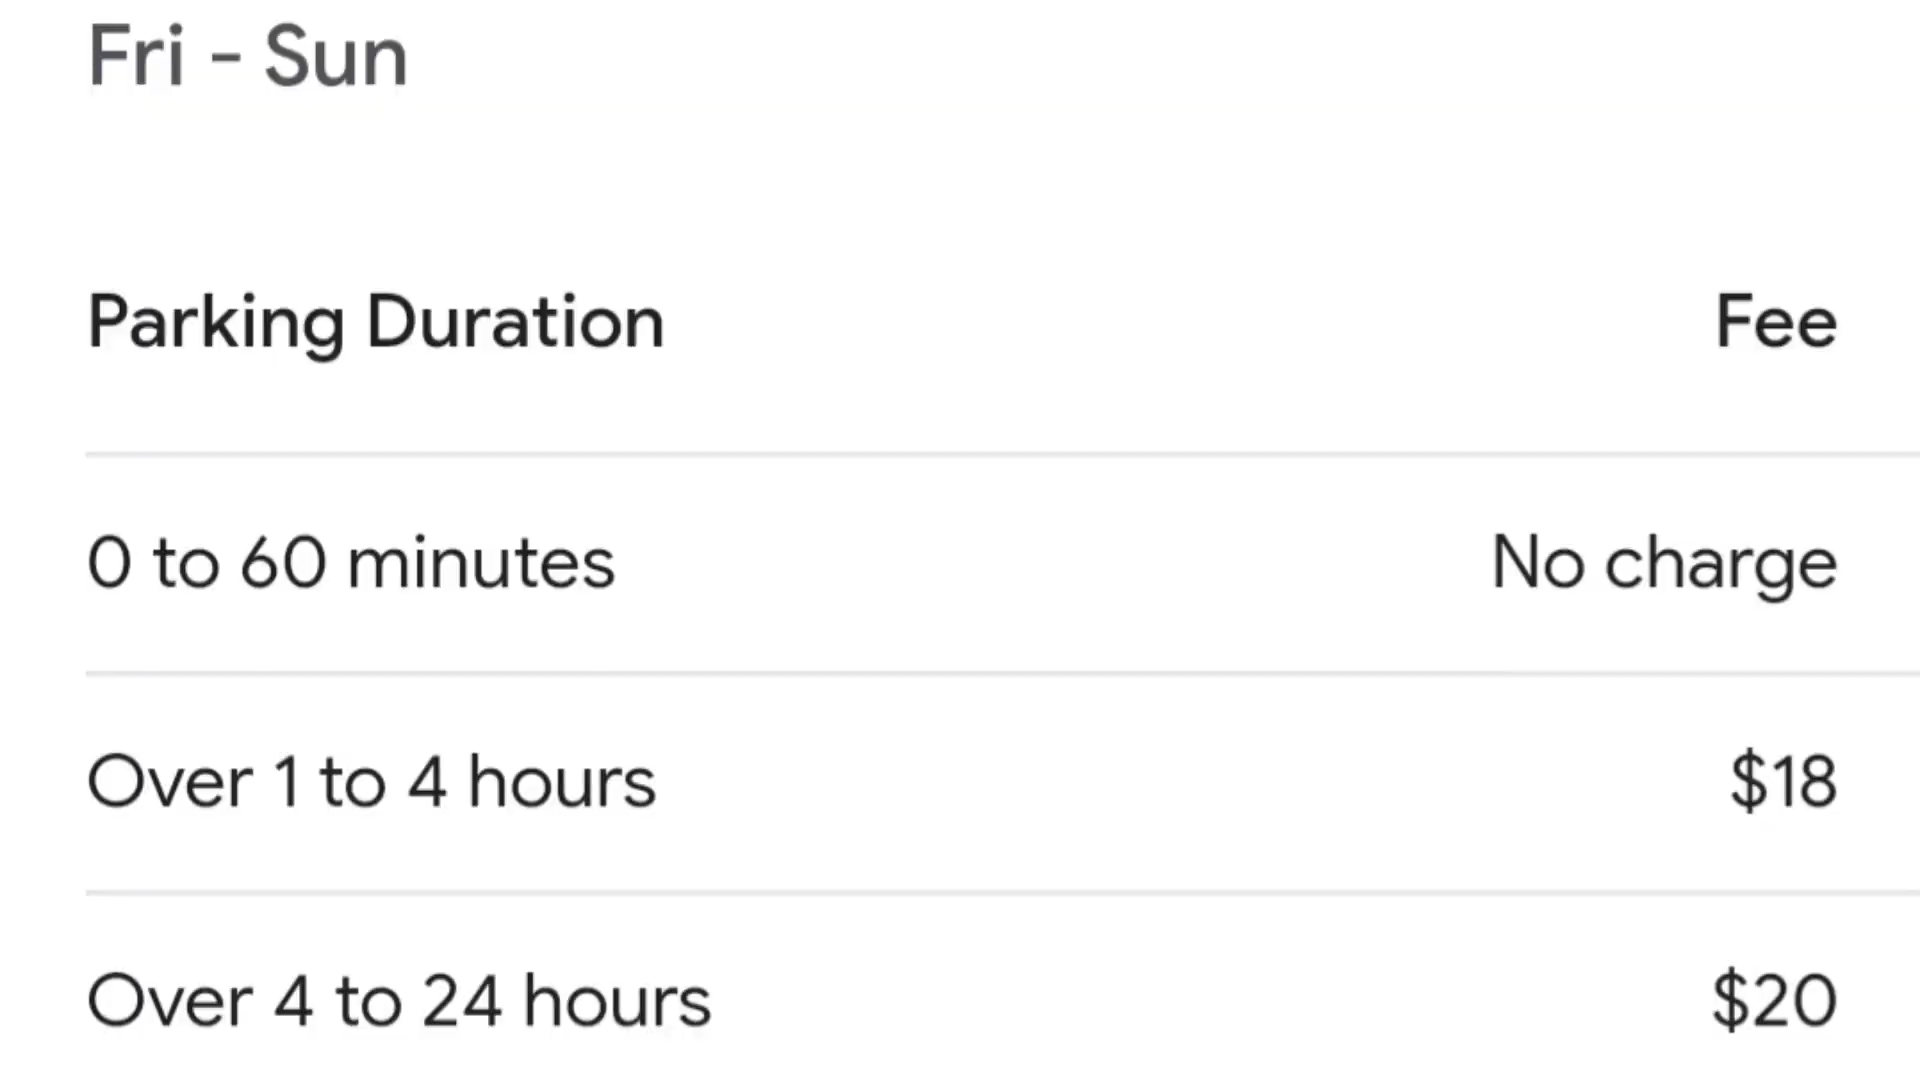 Fri - Sun
Parking Duration Fee
0 to 60 minutes No charge
Over 1 to 4 hours $18
Over 4 to 24 hours $20